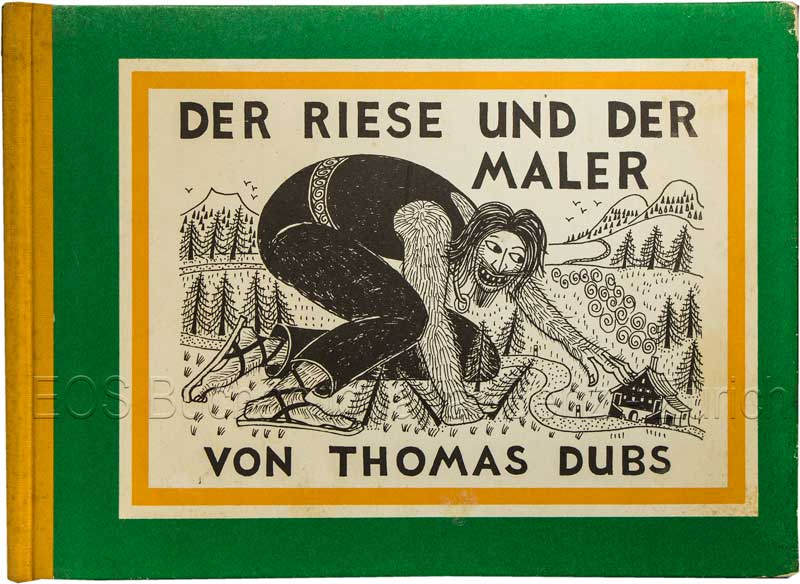 DER RIESE UND DER
MALER
VON THOMAS DUBS